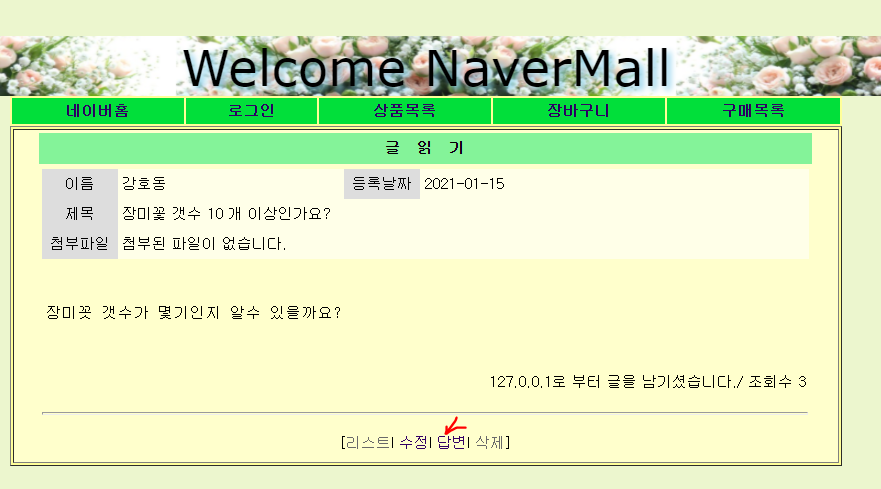 Welcome NaverMall
네이버홈 로그인 상품목록 장바구니 구매목록
글 읽 기
이름 강호동 등록날짜 2021-01-15
제목 장미꽃 갯수 10개 이상인가요?
첨부파일 첨부된 파일이 없습니다.
장미꽃 갯수가 몇기인지 알수 있을까요?
127.0.0.1로 부터 글을 남기셨습니다./ 조회수 3
[리스트| 수정| 답변| 삭제]